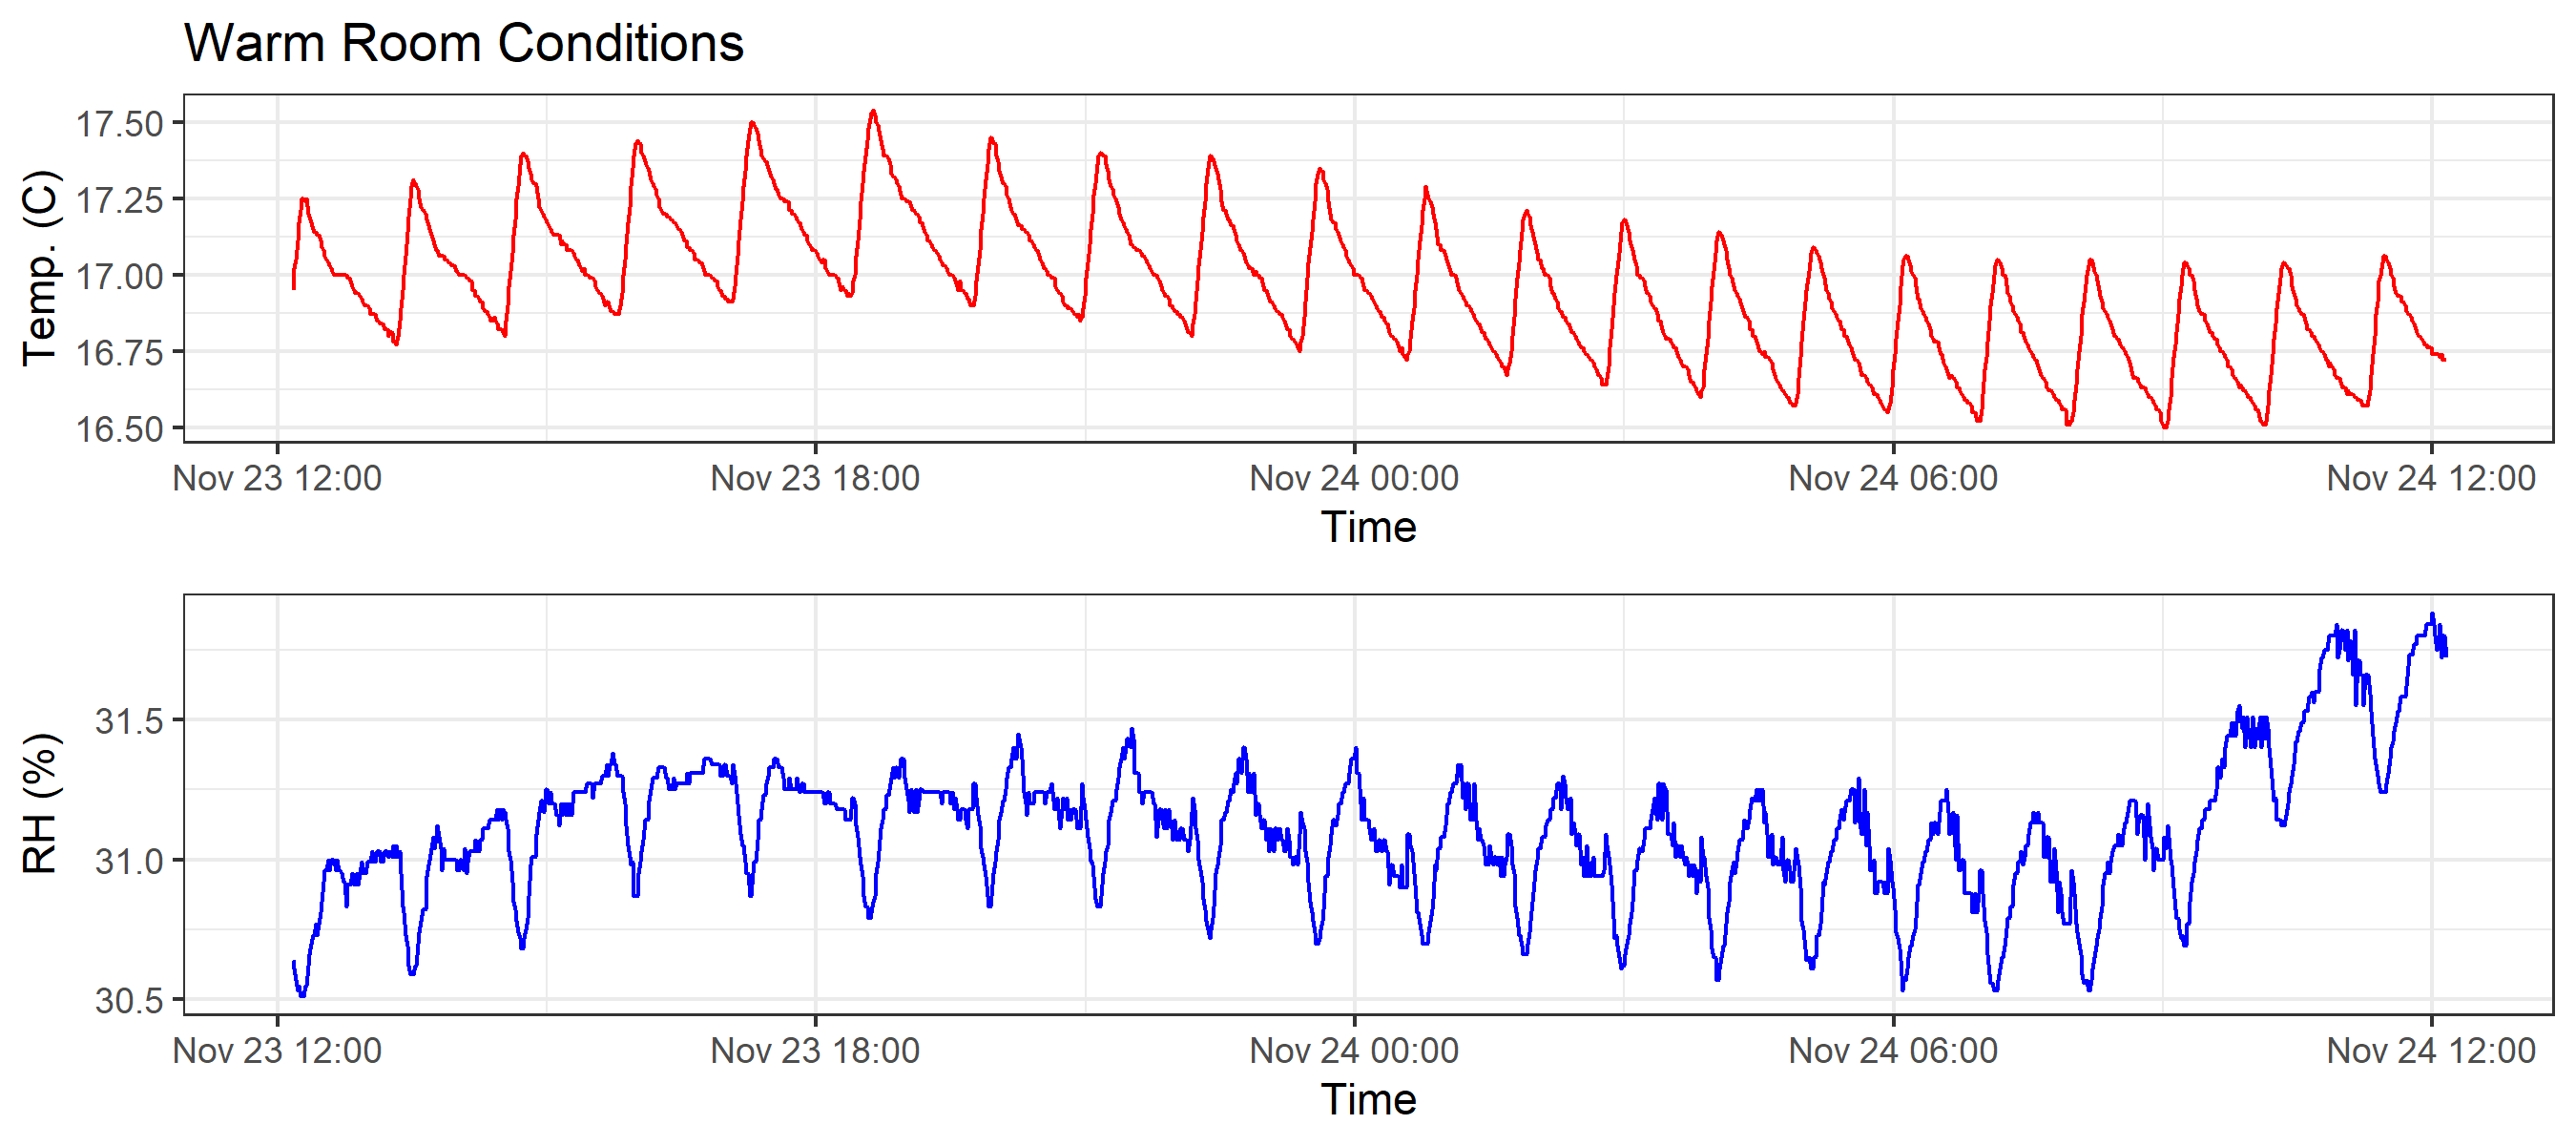 Warm Room Conditions
Temp. (C)
17.50
17.25
17.00
16.75
16.50
Nov 23 12:00 Nov 23 18:00 Nov 24 00:00 Nov 24 06:00 Nov 24 12:00
Time
RH (%)
31.5
31.0
30.5
Nov 23 12:00 Nov 23 18:00 Nov 24 00:00 Nov 24 06:00 Nov 24 12:00
Time